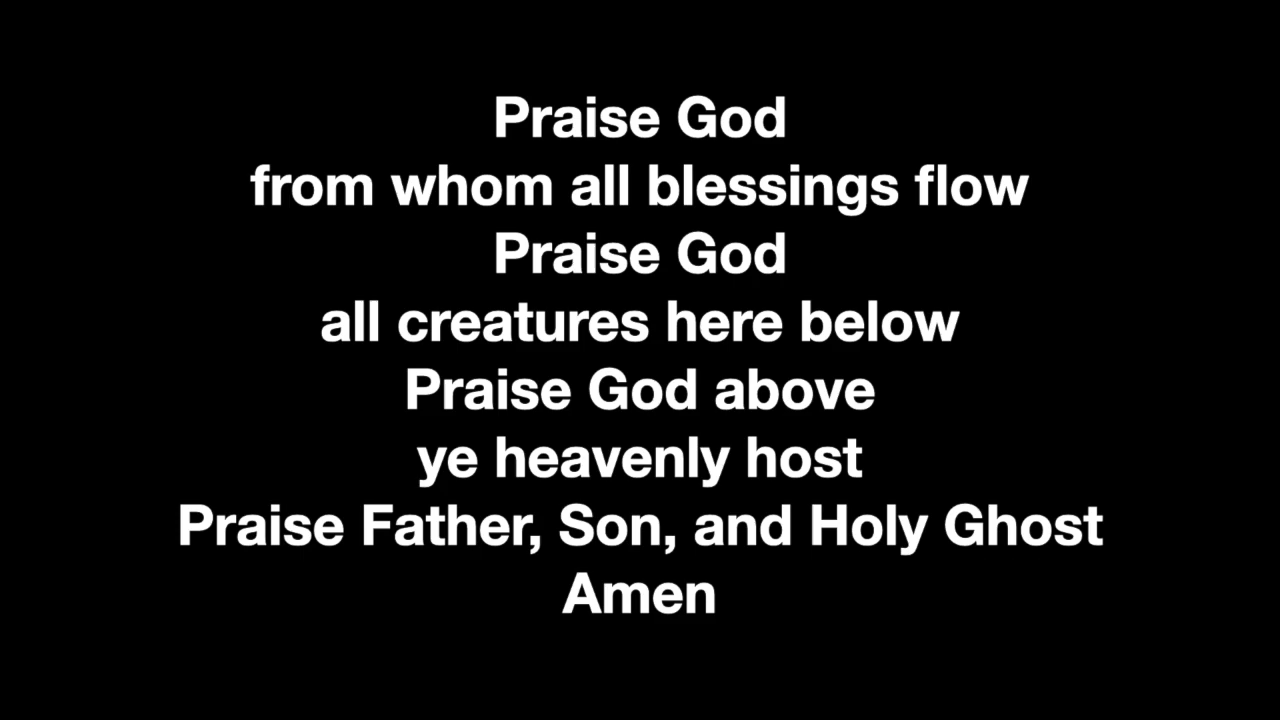 Praise God
from whom all blessings flow
Praise God
all creatures here below
Praise God above
ye heavenly host
Praise Father, Son, and Holy Ghost
Amen